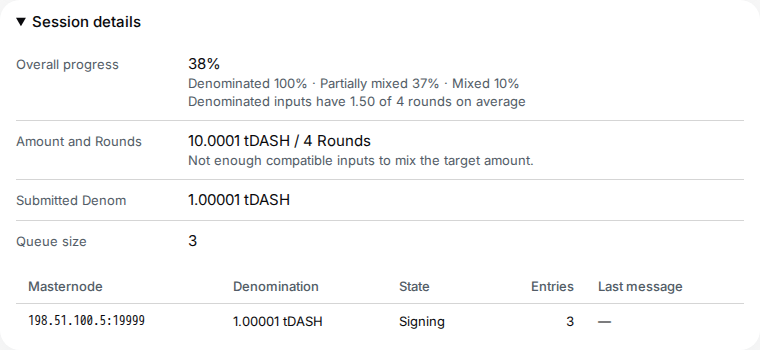 ▼ Session details
Overall progress 38%
Denominated 100% · Partially mixed 37% · Mixed 10%
Denominated inputs have 1.50 of 4 rounds on average
Amount and Rounds 10.0001 tDASH / 4 Rounds
Not enough compatible inputs to mix the target amount.
Submitted Denom 1.00001 tDASH
Queue size 3
Masternode Denomination State Entries Last message
198.51.100.5:19999 1.00001 tDASH Signing 3 —